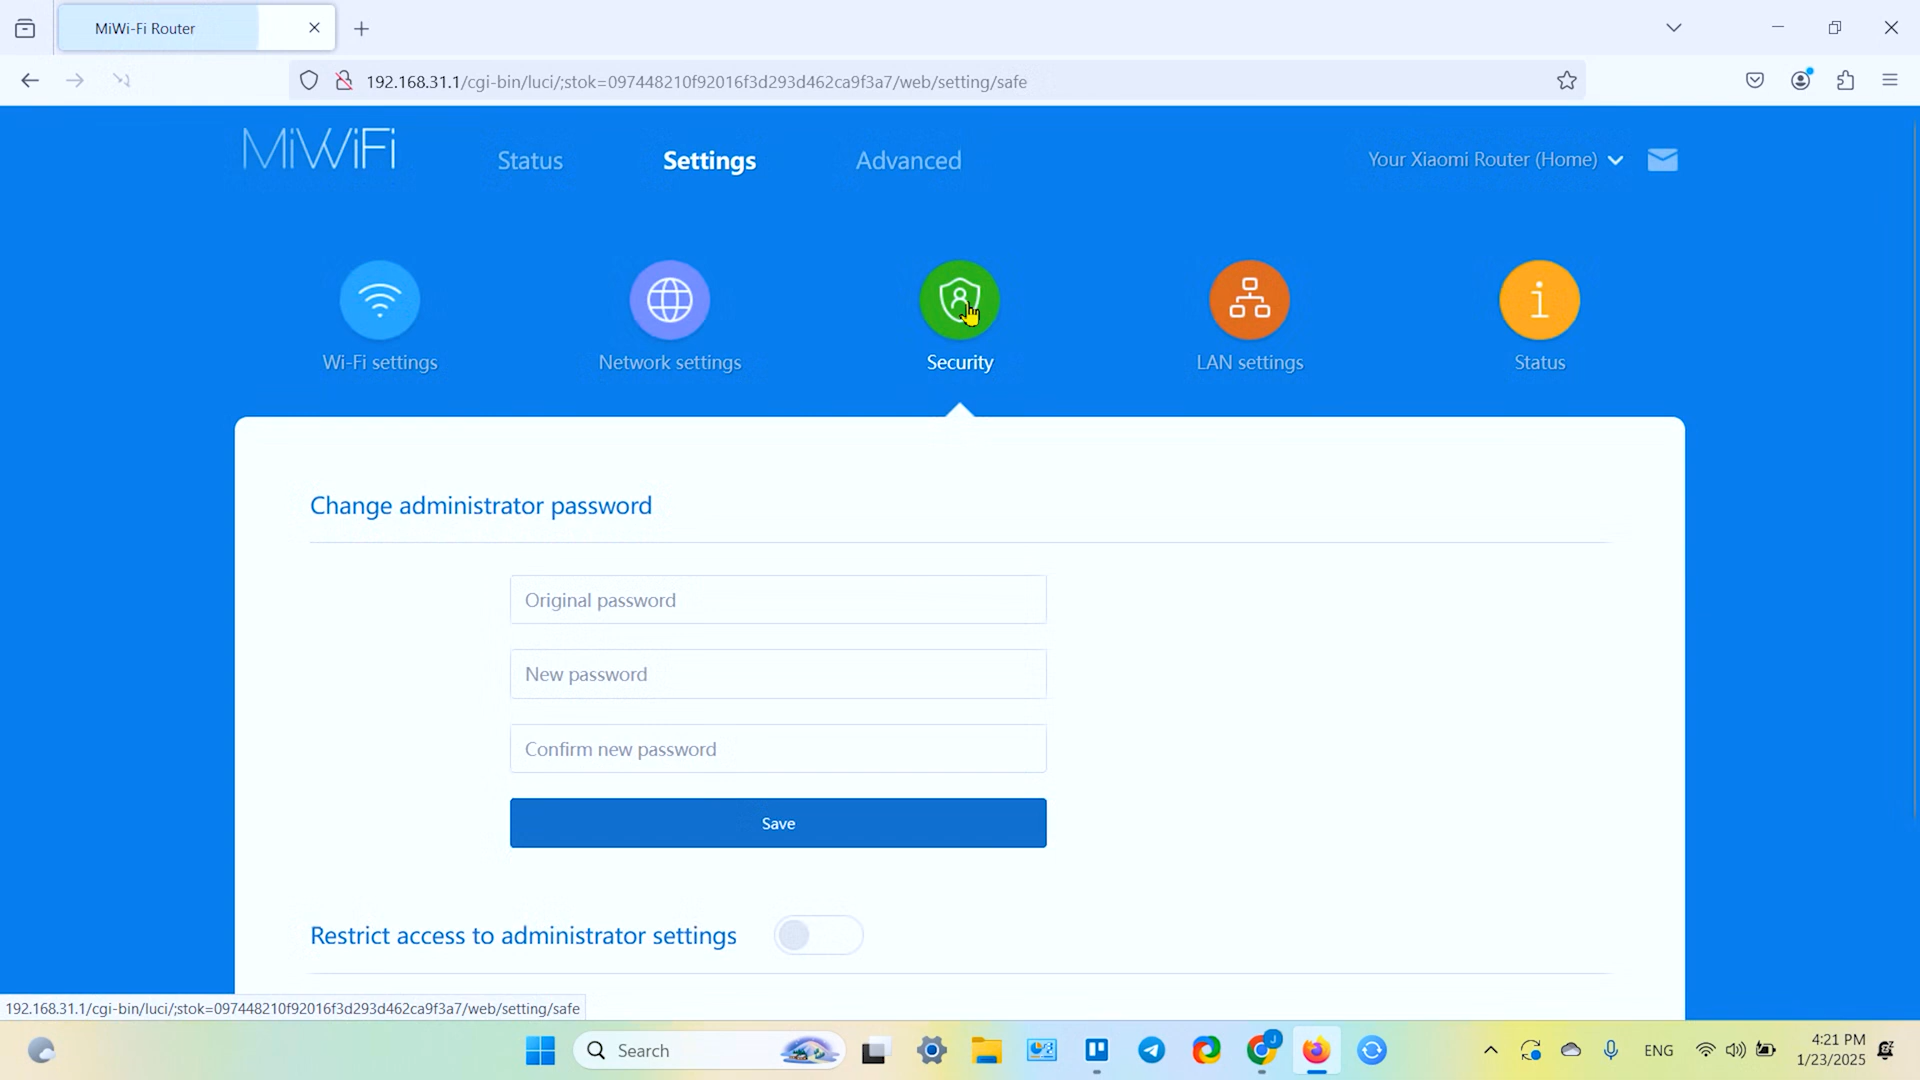 MiWi-Fi Router
192.168.31.1/cgi-bin/luci/;stok=097448210f92016f3d293d462ca9f3a7/web/setting/safe
MiWiFi
Status
Settings
Advanced
Your Xiaomi Router (Home)
Wi-Fi settings
Network settings
Security
LAN settings
Status
Change administrator password
Original password
New password
Confirm new password
Save
Restrict access to administrator settings
192.168.31.1/cgi-bin/luci/;stok=097448210f92016f3d293d462ca9f3a7/web/setting/safe
Search
J
ENG
4:21 PM
1/23/2025